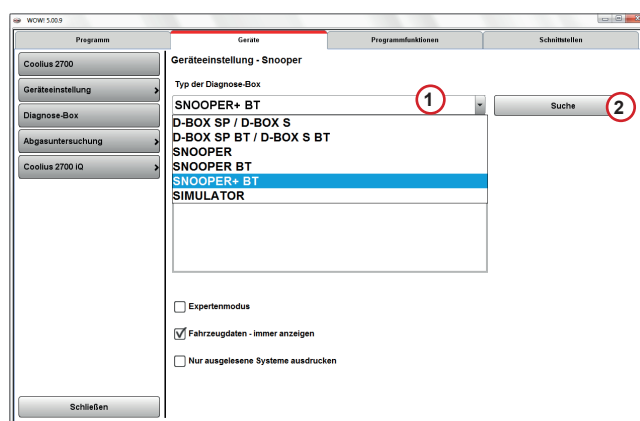 WOW! 5.00.9
Programm
Geräte
Programmfunktionen
Schnittstellen
Coolius 2700
Geräteeinstellung
Diagnose-Box
Abgasuntersuchung
Coolius 2700 iQ
Schließen
Geräteeinstellung - Snooper
Typ der Diagnose-Box
SNOOPER+ BT
1
Suche
2
D-BOX SP / D-BOX S
D-BOX SP BT / D-BOX S BT
SNOOPER
SNOOPER BT
SNOOPER+ BT
SIMULATOR
Expertenmodus
Fahrzeugdaten - immer anzeigen
Nur ausgelesene Systeme ausdrucken